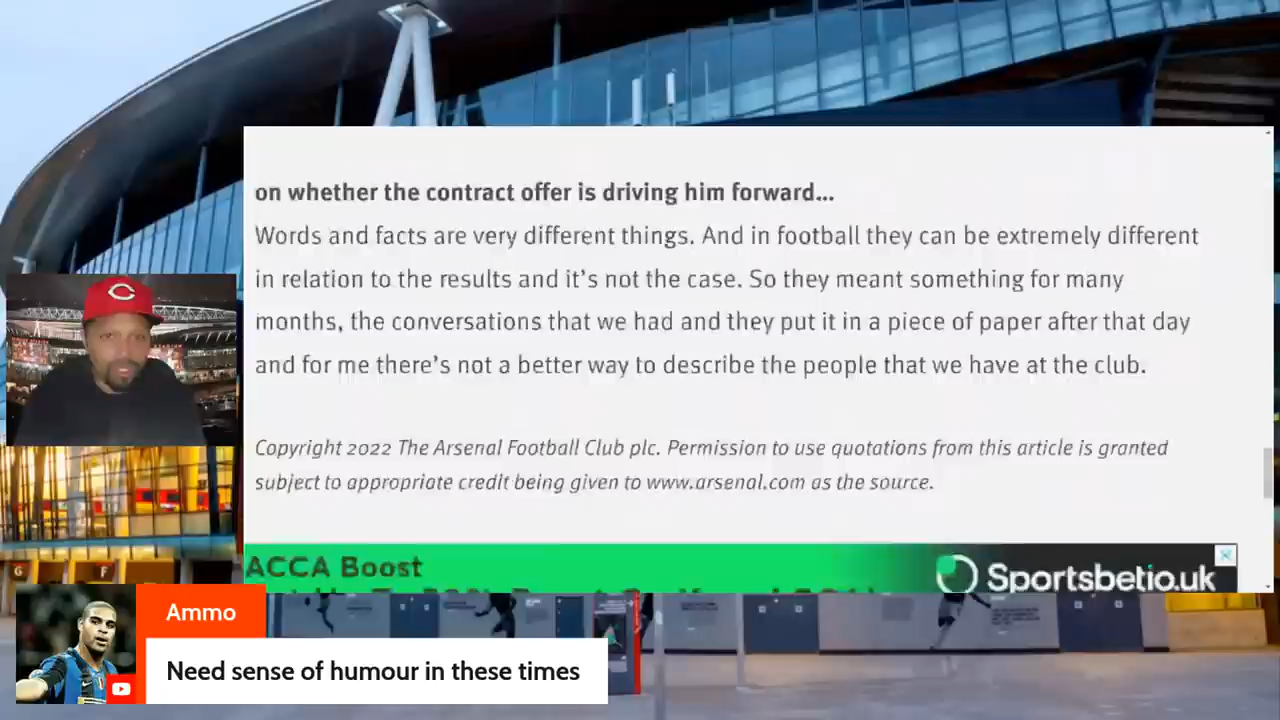 on whether the contract offer is driving him forward...
Words and facts are very different things. And in football they can be extremely different
in relation to the results and it's not the case. So they meant something for many
months, the conversations that we had and they put it in a piece of paper after that day
and for me there's not a better way to describe the people that we have at the club.
Copyright 2022 The Arsenal Football Club plc. Permission to use quotations from this article is granted
subject to appropriate credit being given to www.arsenal.com as the source.
ACCA Boost
Sportsbetio.uk
G
F
Ammo
Need sense of humour in these times